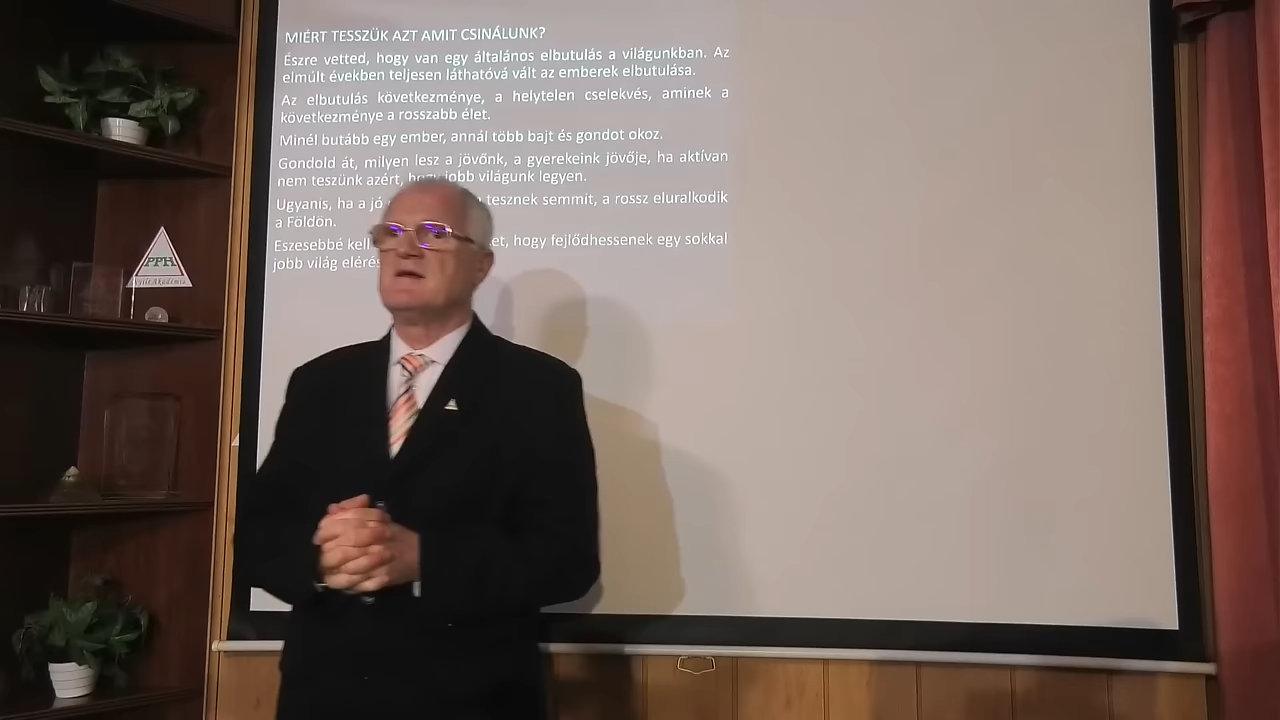 MIÉRT TESSZÜK AZT AMIT CSINÁLUNK?
Észre vetted, hogy van egy általános elbutulás a világunkban. Az
elmúlt években teljesen láthatóvá vált az emberek elbutulása.
Az elbutulás következménye, a helytelen cselekvés, aminek a
következménye a rosszabb élet.
Minél butább egy ember, annál több bajt és gondot okoz.
Gondold át, milyen lesz a jövőnk, a gyerekeink jövője, ha aktívan
nem teszünk azért, hogy jobb világunk legyen.
Ugyanis, ha a jó tesznek semmit, a rossz eluralkodik
a Földön.
Eszesebbé kell hogy fejlődhessenek egy sokkal
jobb világ
PPH
Akadémia